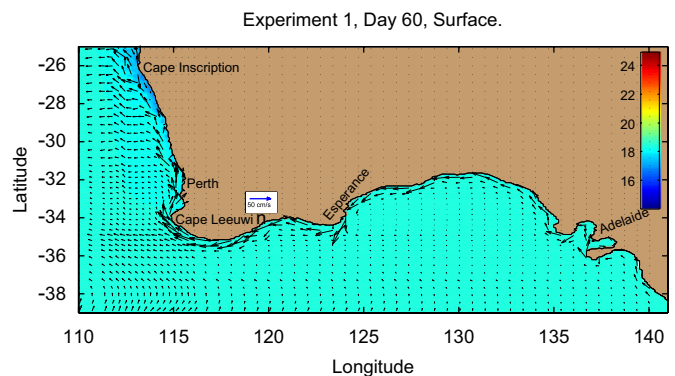 Experiment 1, Day 60, Surface.
Latitude
-26
-28
-30
-32
-34
-36
-38
Cape Inscription
Perth
Cape Leeuwin
50 cm/s
Esperance
Adelaide
24
22
20
18
16
110 115 120 125 130 135 140
Longitude